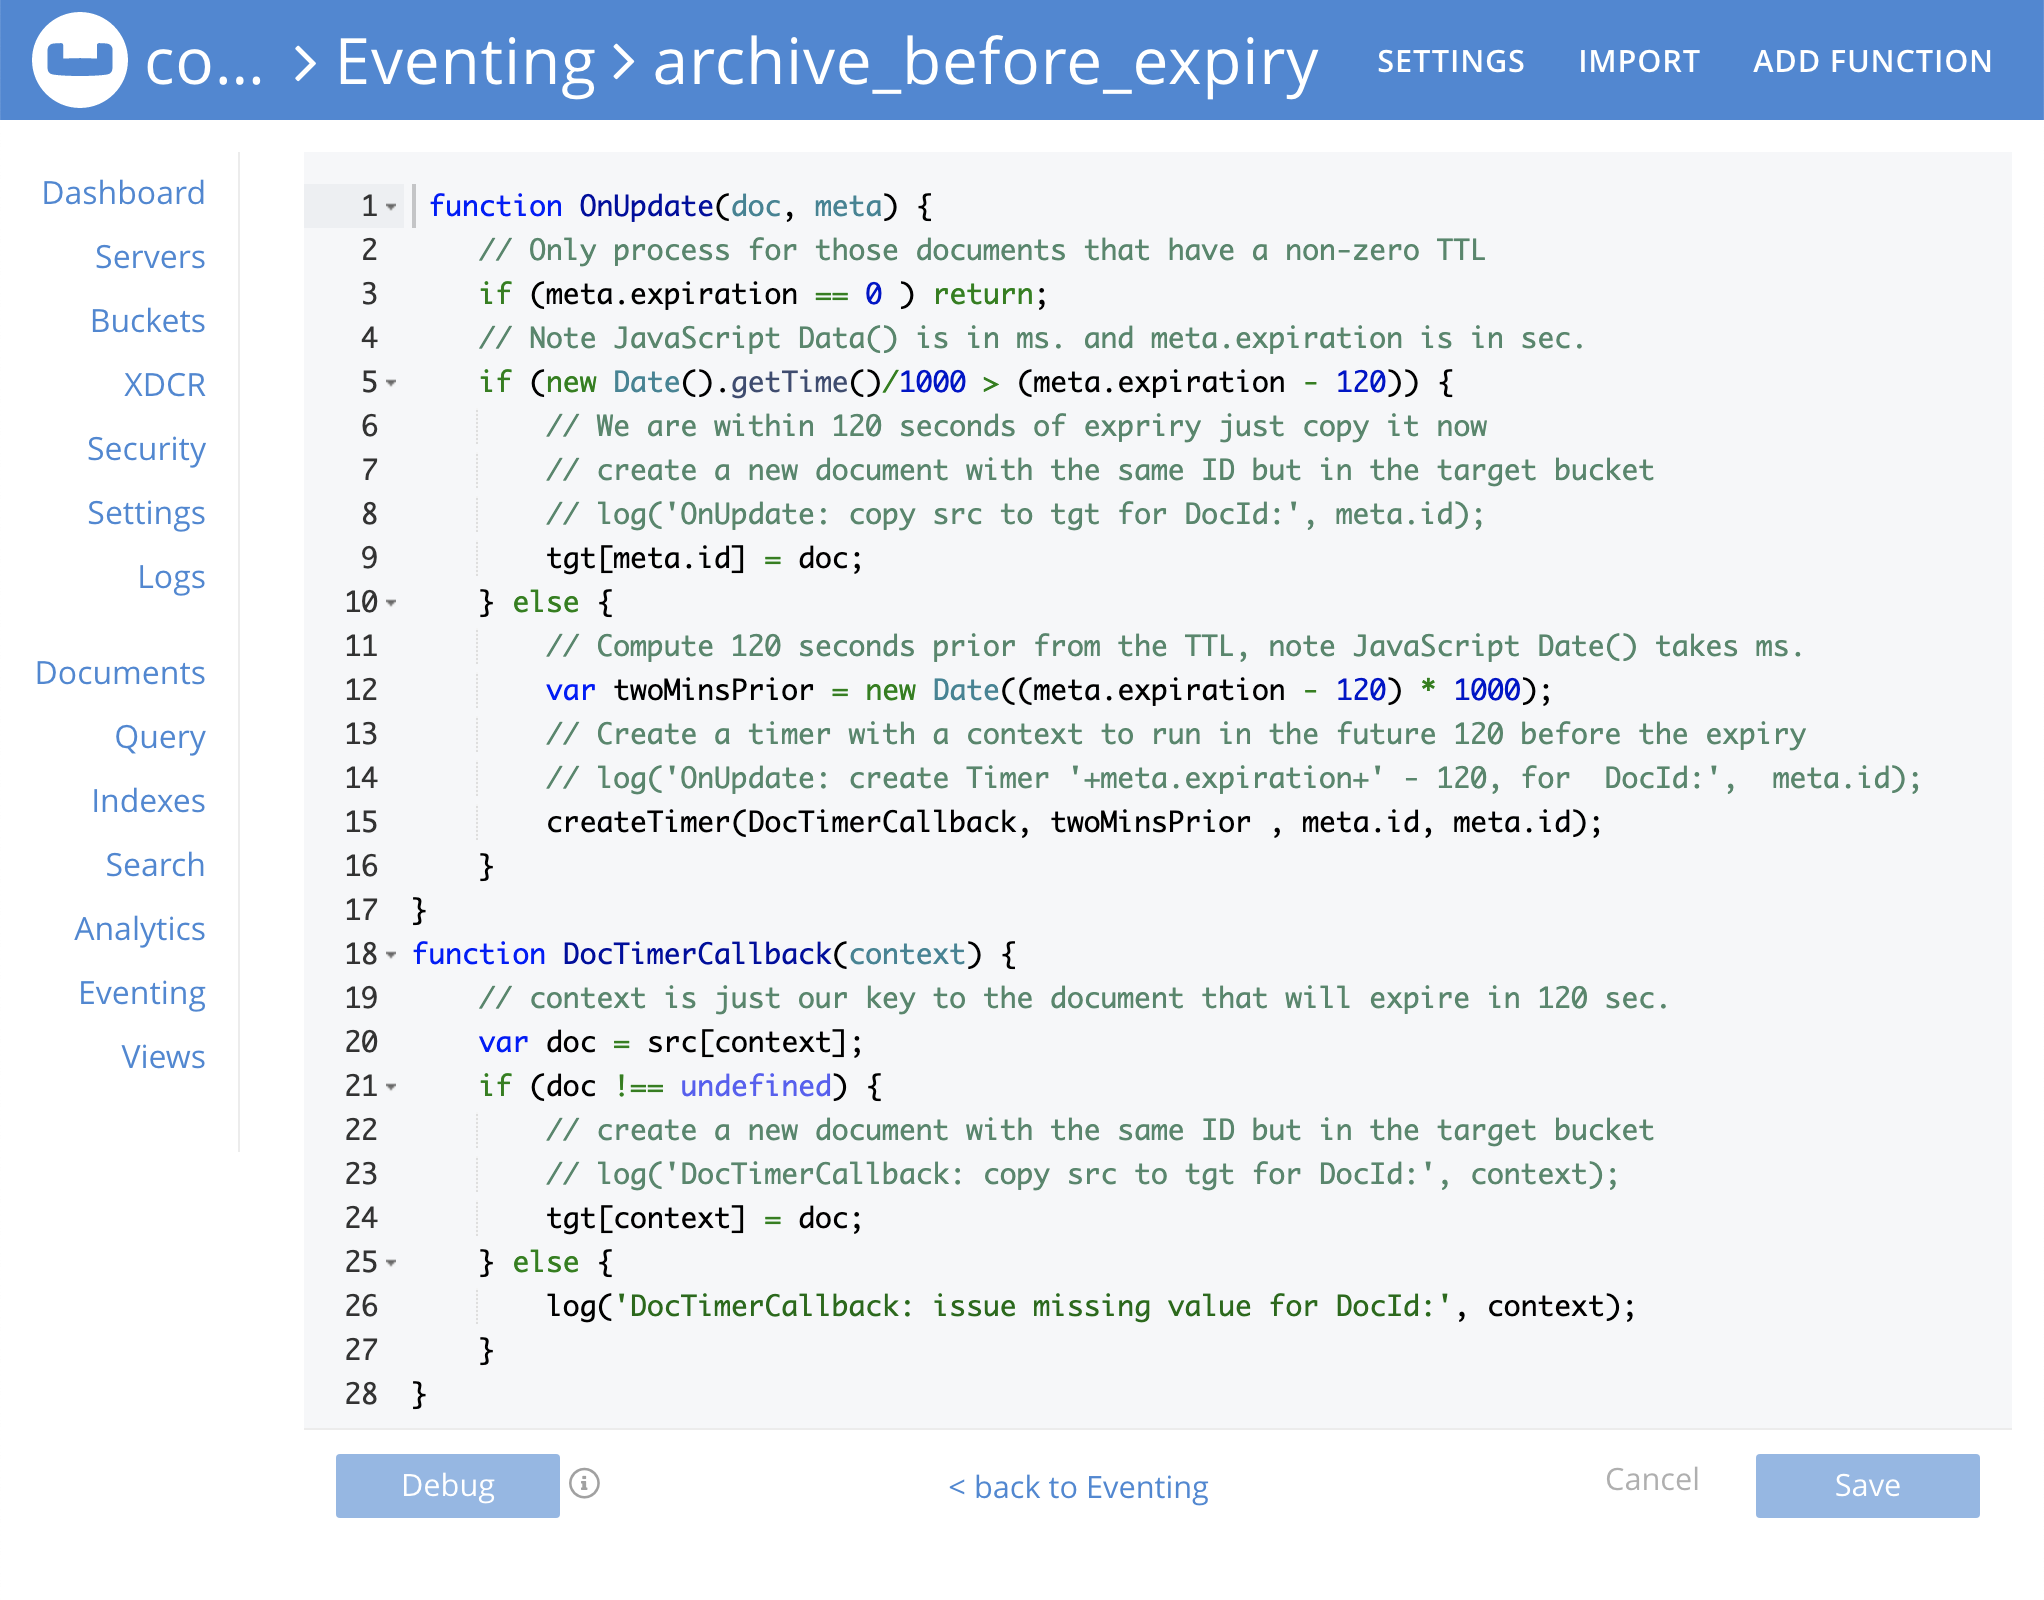 co... > Eventing > archive_before_expiry SETTINGS IMPORT ADD FUNCTION
Dashboard
Servers
Buckets
XDCR
Security
Settings
Logs
Documents
Query
Indexes
Search
Analytics
Eventing
Views
1 function OnUpdate(doc, meta) {
2     // Only process for those documents that have a non-zero TTL
3     if (meta.expiration == 0 ) return;
4     // Note JavaScript Data() is in ms. and meta.expiration is in sec.
5     if (new Date().getTime()/1000 > (meta.expiration - 120)) {
6         // We are within 120 seconds of expriry just copy it now
7         // create a new document with the same ID but in the target bucket
8         // log('OnUpdate: copy src to tgt for DocId:', meta.id);
9         tgt[meta.id] = doc;
10     } else {
11         // Compute 120 seconds prior from the TTL, note JavaScript Date() takes ms.
12         var twoMinsPrior = new Date((meta.expiration - 120) * 1000);
13         // Create a timer with a context to run in the future 120 before the expiry
14         // log('OnUpdate: create Timer '+meta.expiration+' - 120, for  DocId:',  meta.id);
15         createTimer(DocTimerCallback, twoMinsPrior , meta.id, meta.id);
16     }
17 }
18 function DocTimerCallback(context) {
19     // context is just our key to the document that will expire in 120 sec.
20     var doc = src[context];
21     if (doc !== undefined) {
22         // create a new document with the same ID but in the target bucket
23         // log('DocTimerCallback: copy src to tgt for DocId:', context);
24         tgt[context] = doc;
25     } else {
26         log('DocTimerCallback: issue missing value for DocId:', context);
27     }
28 }
Debug < back to Eventing Cancel Save